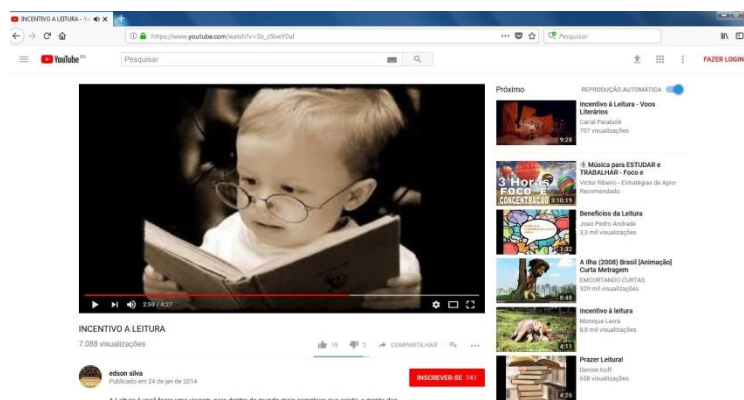 INCENTIVO A LEITURA - Yo
https://www.youtube.com/watch?v=5b_zSbwY0aI
Pesquisar
YouTube BR
Pesquisar
FAZER LOGIN
2:59 / 4:27
INCENTIVO A LEITURA
7.088 visualizações
19 2 COMPARTILHAR
edson silva
Publicado em 24 de jan de 2014
INSCREVER-SE 741
Próximo
REPRODUÇÃO AUTOMÁTICA
Incentivo à Leitura - Voos
Literários
Canal Parabolé
707 visualizações
9:28
Música para ESTUDAR e
TRABALHAR - Foco e
Victor Ribeiro - Estratégias de Apror
Recomendado
3 Horas
FOCO E
CONCENTRAÇÃO
3:10:19
Benefícios da Leitura
Joao Pedro Andrade
3,3 mil visualizações
1:32
A Ilha (2008) Brasil [Animação]
Curta Metragem
EMCURTANDO CURTAS
929 mil visualizações
8:48
Incentivo à leitura
Monique Lavra
8,8 mil visualizações
4:11
Prazer Leitura!
Denise Koff
658 visualizações
4:26